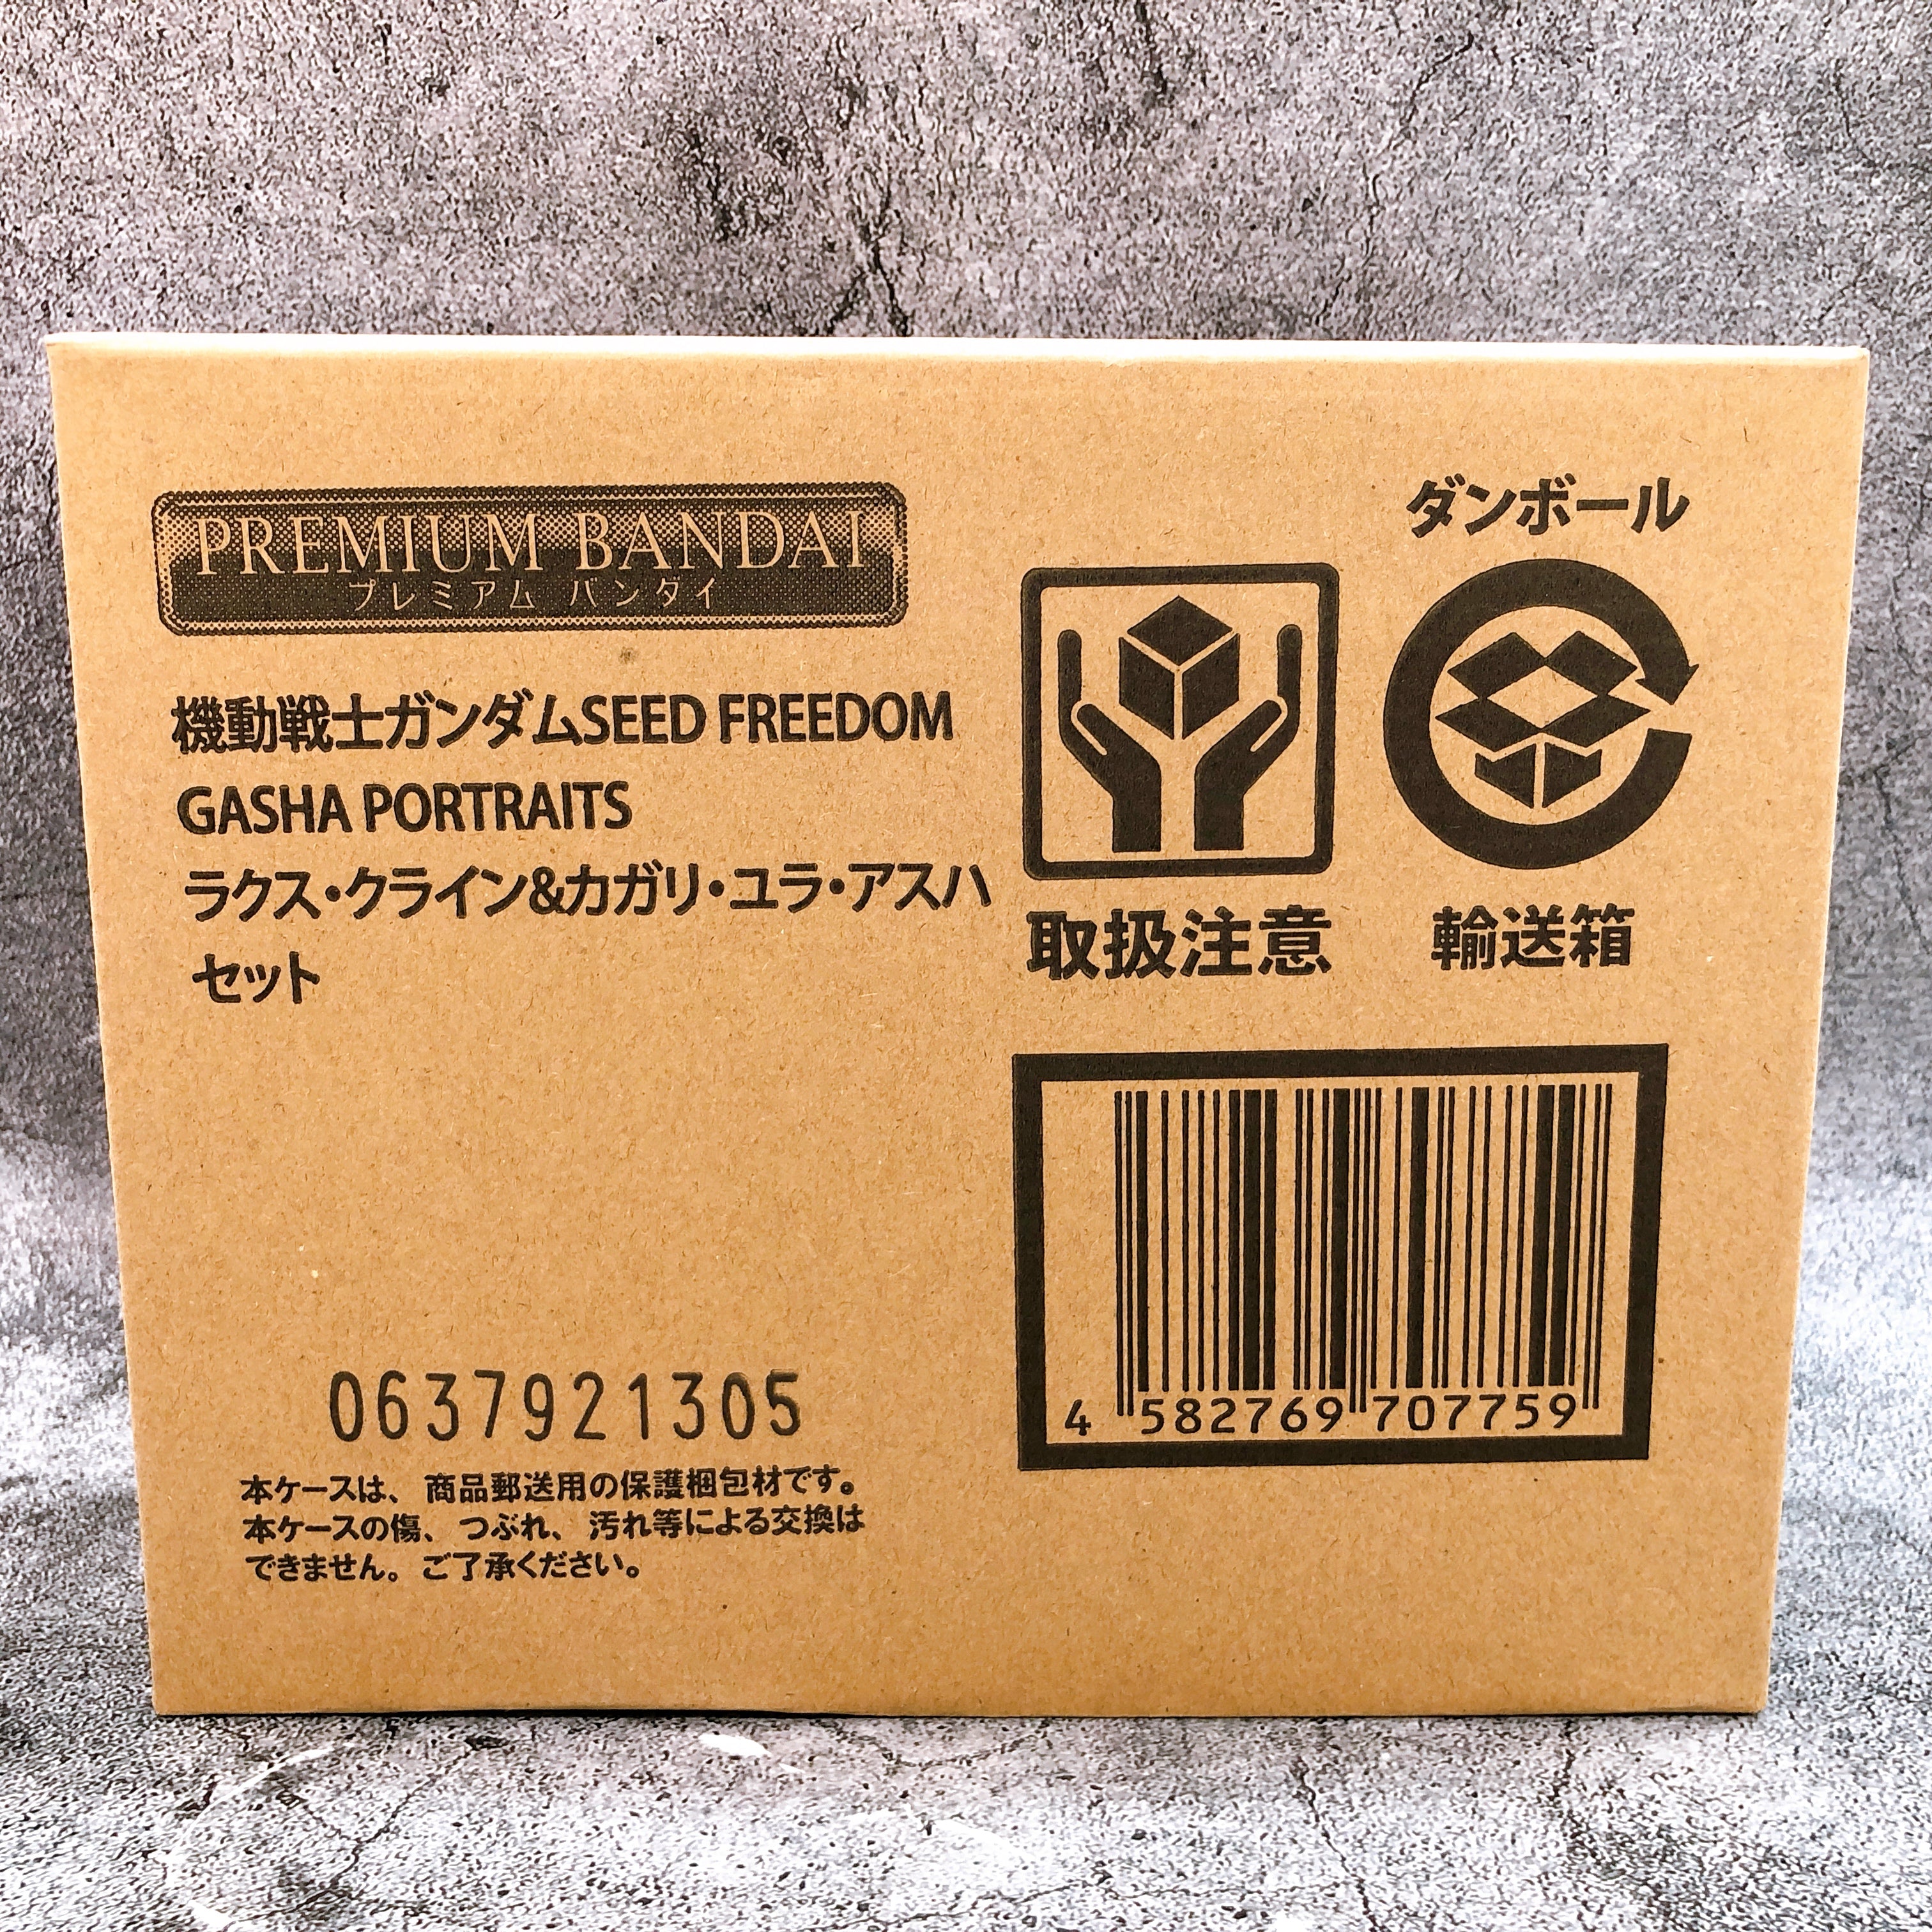 PREMIUM BANDAI
プレミアム バンダイ
機動戦士ガンダムSEED FREEDOM
GASHA PORTRAITS
ラクス・クライン&カガリ・ユラ・アスハ
セット
ダンボール
取扱注意
輸送箱
4 582769 707759
0637921305
本ケースは、商品郵送用の保護梱包材です。
本ケースの傷、つぶれ、汚れ等による交換は
できません。ご了承ください。